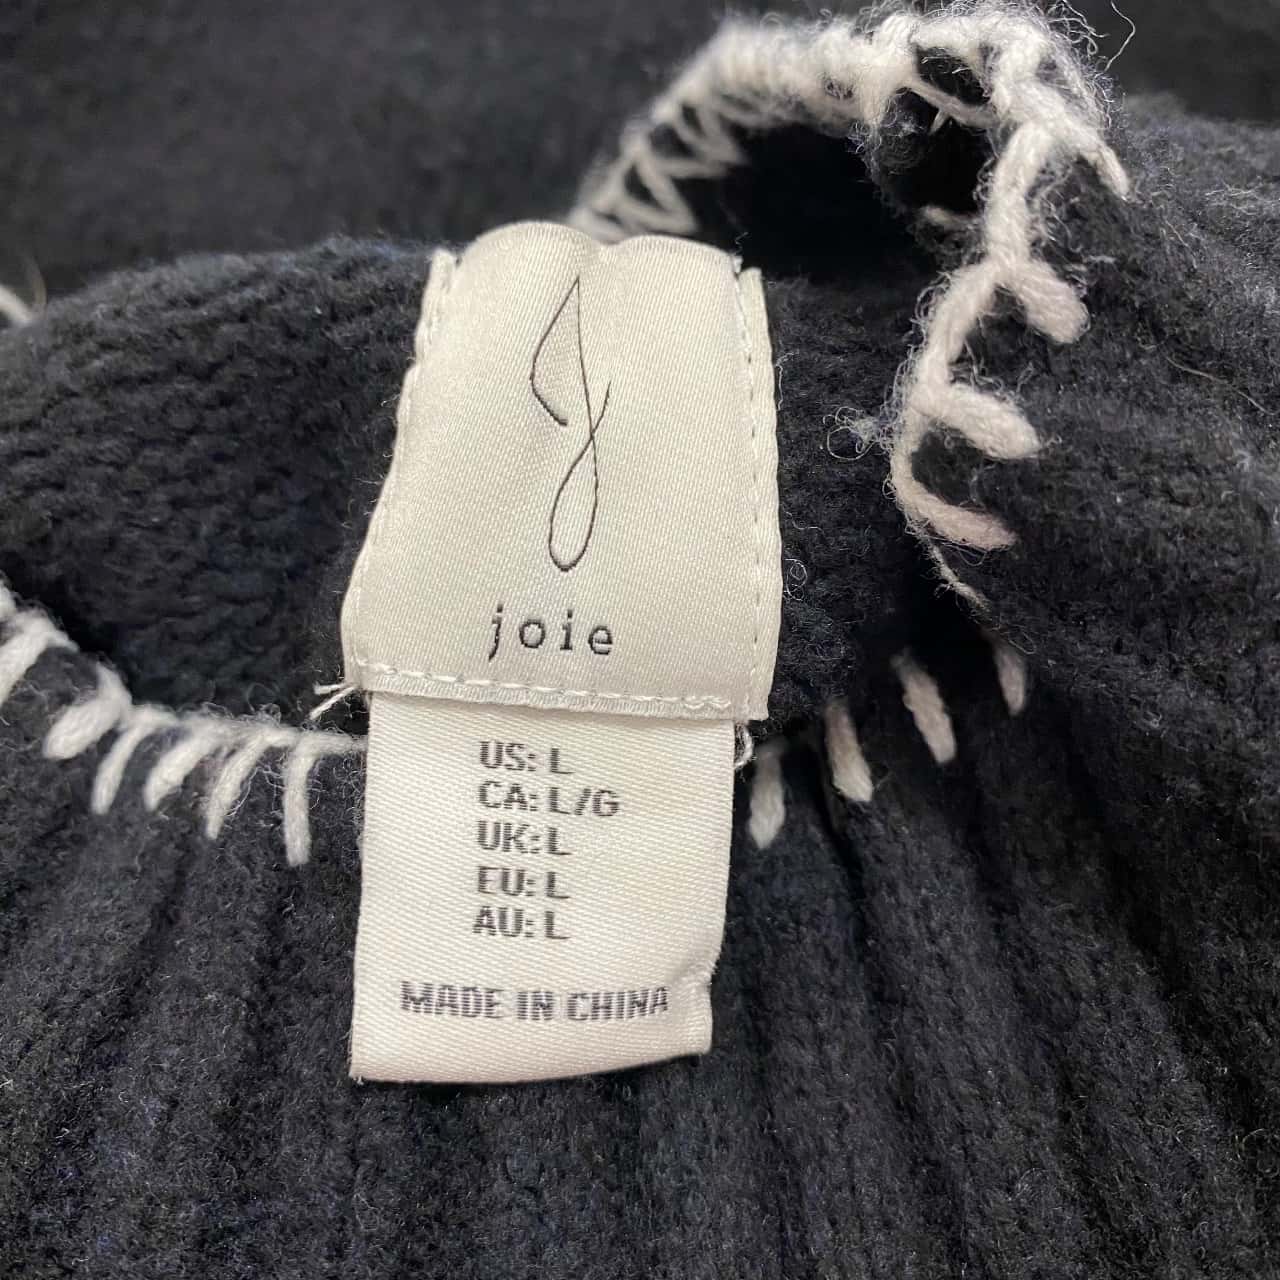 joie
US: L
CA: L/G
UK: L
EU: L
AU: L
MADE IN CHINA